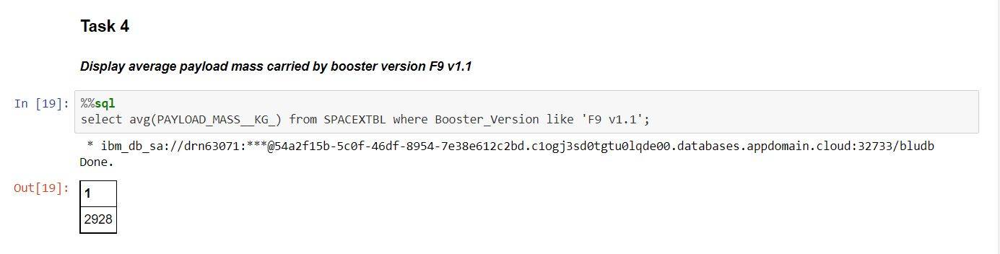 Task 4
Display average payload mass carried by booster version F9 v1.1
In [19]:
%%sql
select avg(PAYLOAD_MASS__KG_) from SPACEXTBL where Booster_Version like 'F9 v1.1';
* ibm_db_sa://drn63071:***@54a2f15b-5c0f-46df-8954-7e38e612c2bd.c1ogj3sd0tgtu0lqde00.databases.appdomain.cloud:32733/bludb
Done.
Out[19]:
1
2928